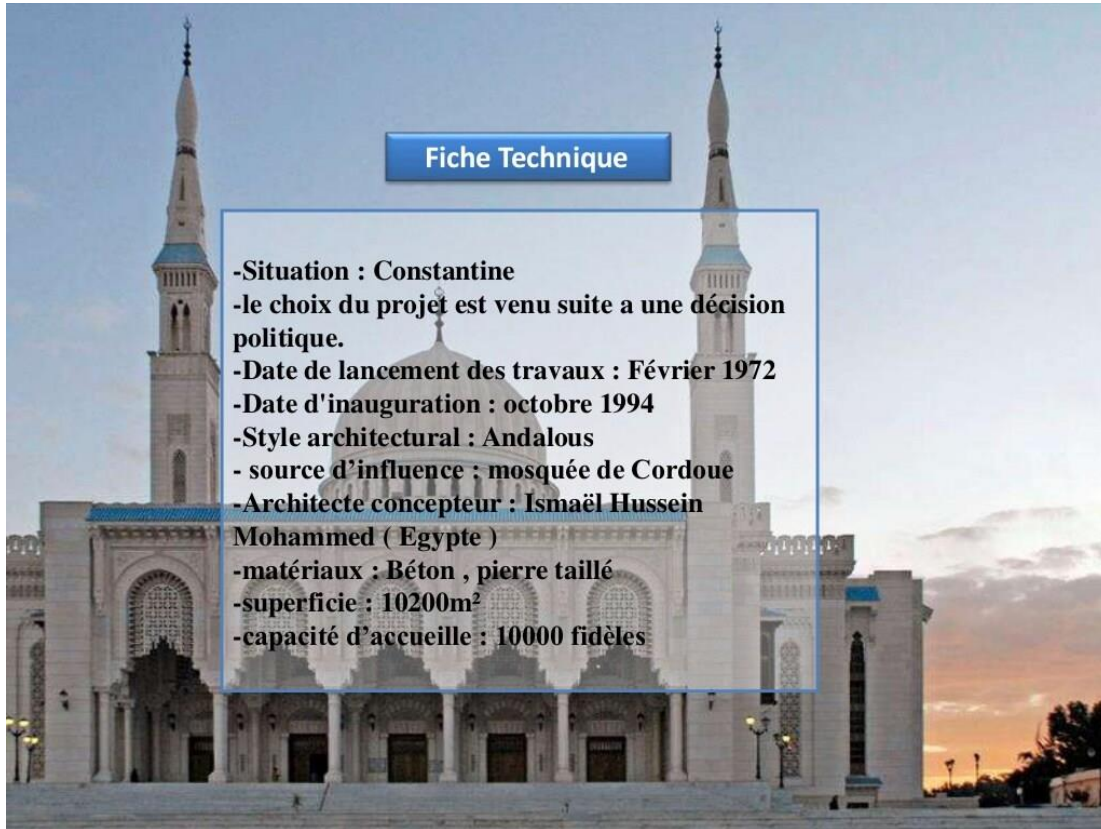 Fiche Technique
-Situation : Constantine
-le choix du projet est venu suite a une décision
politique.
-Date de lancement des travaux : Février 1972
-Date d'inauguration : octobre 1994
-Style architectural : Andalous
- source d’influence : mosquée de Cordoue
-Architecte concepteur : Ismaël Hussein
Mohammed ( Egypte )
-matériaux : Béton , pierre taillé
-superficie : 10200m²
-capacité d’accueille : 10000 fidèles